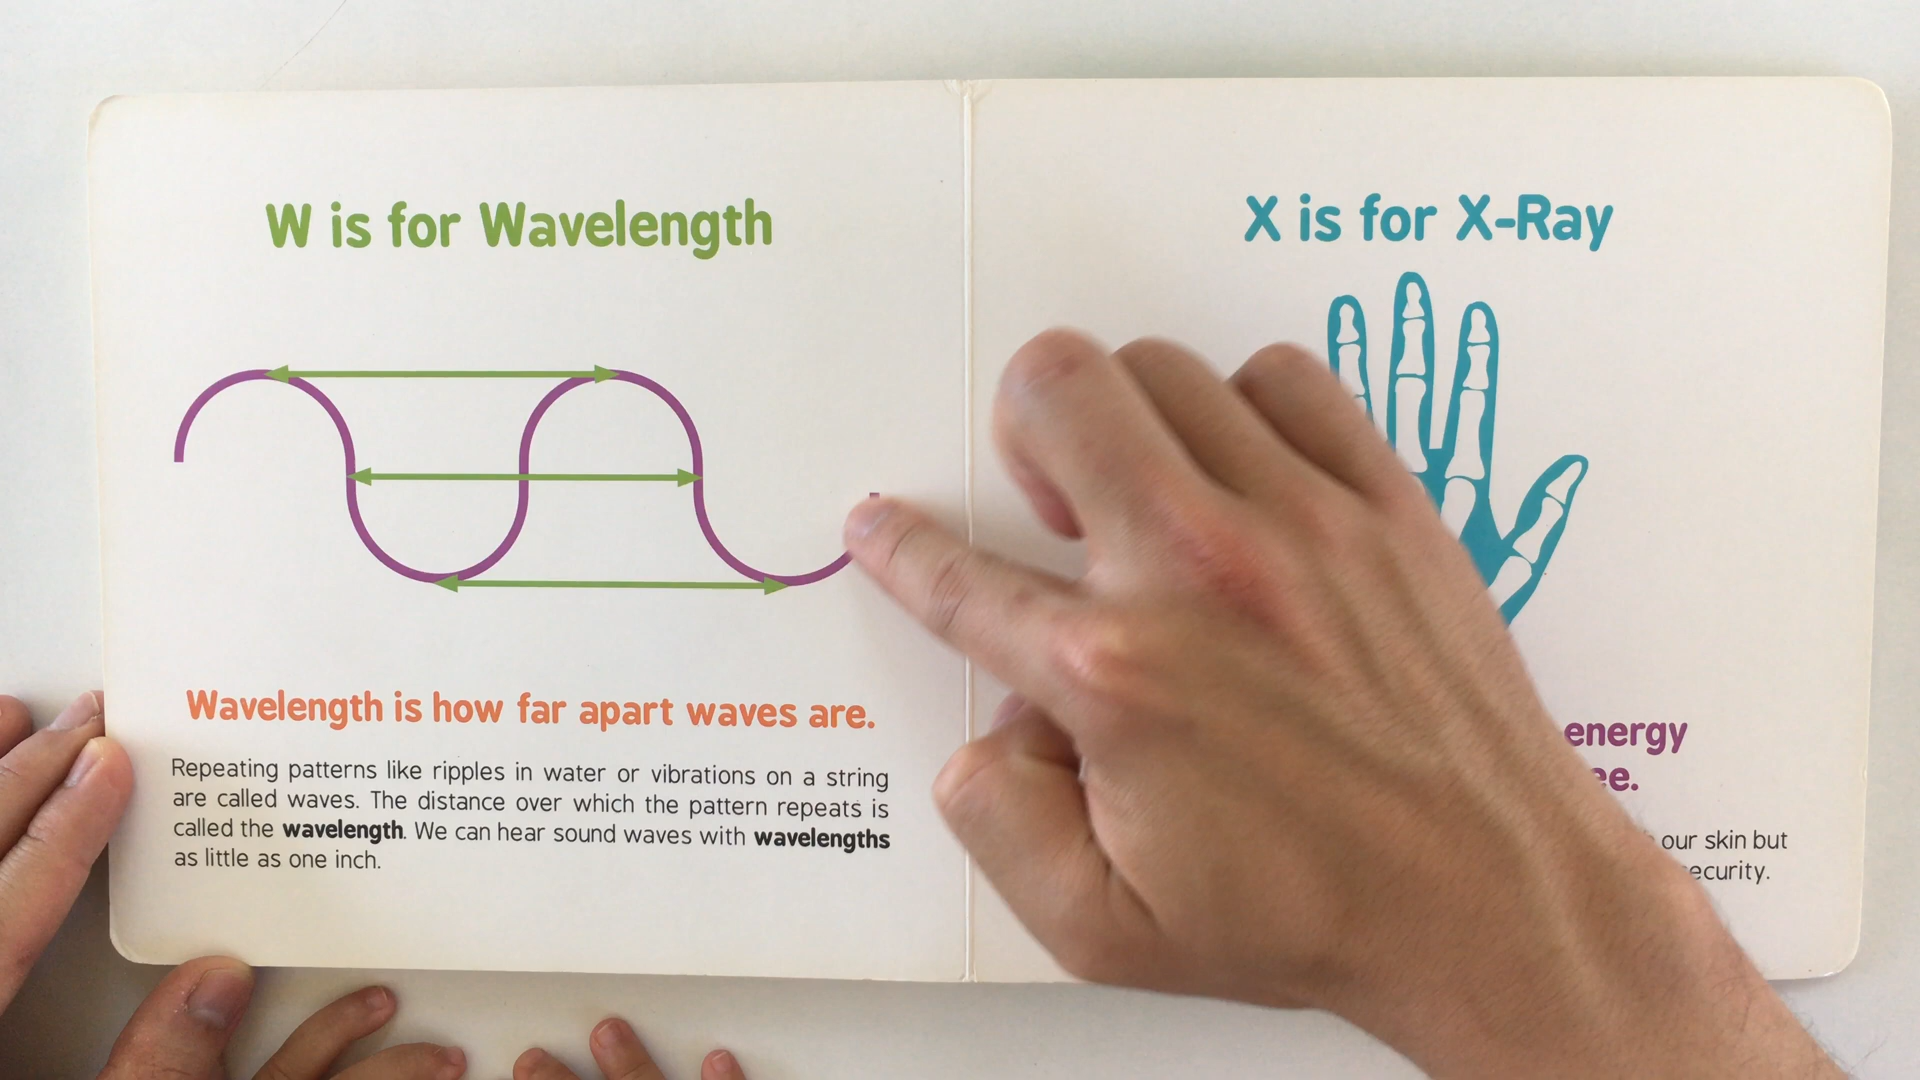 W is for Wavelength
Wavelength is how far apart waves are.
Repeating patterns like ripples in water or vibrations on a string
are called waves. The distance over which the pattern repeats is
called the wavelength. We can hear sound waves with wavelengths
as little as one inch.
X is for X-Ray
energy
our skin but